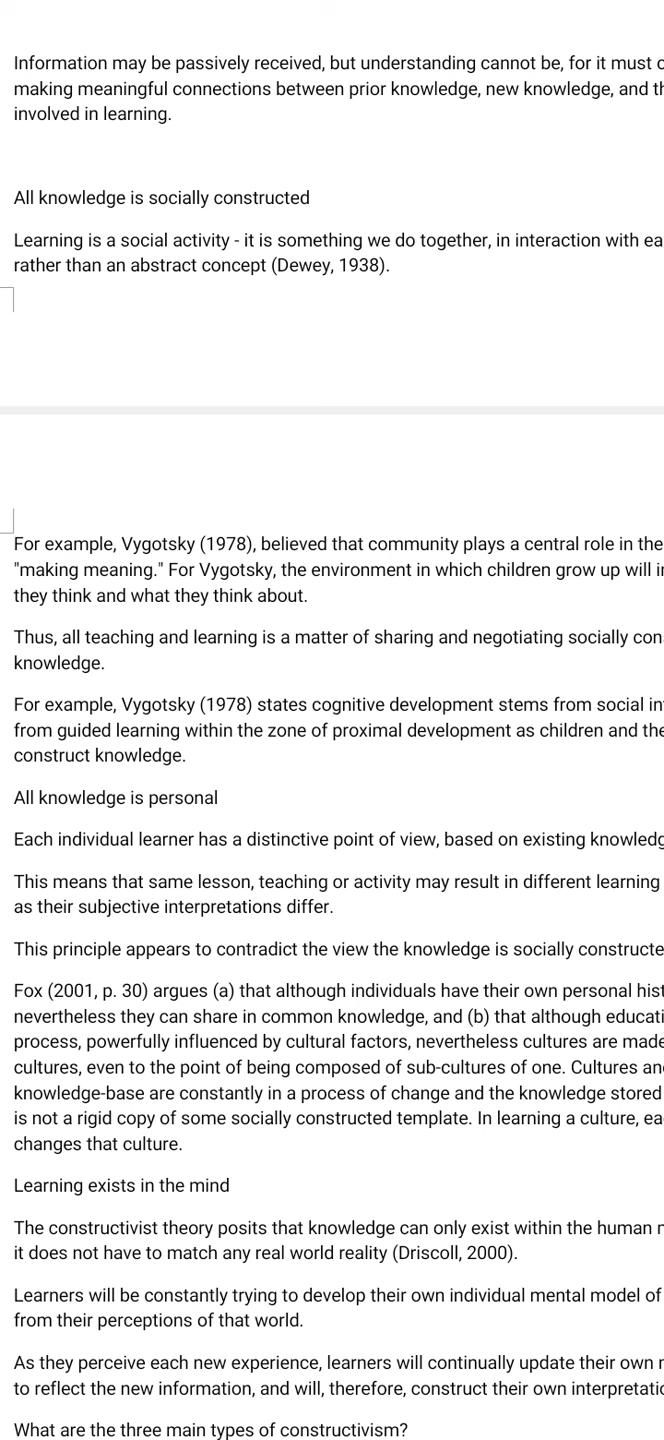 Information may be passively received, but understanding cannot be, for it must
making meaningful connections between prior knowledge, new knowledge, and
involved in learning.
All knowledge is socially constructed
Learning is a social activity - it is something we do together, in interaction with
rather than an abstract concept (Dewey, 1938).
For example, Vygotsky (1978), believed that community plays a central role in the
"making meaning." For Vygotsky, the environment in which children grow up will
they think and what they think about.
Thus, all teaching and learning is a matter of sharing and negotiating socially
knowledge.
For example, Vygotsky (1978) states cognitive development stems from social
from guided learning within the zone of proximal development as children and
construct knowledge.
All knowledge is personal
Each individual learner has a distinctive point of view, based on existing
This means that same lesson, teaching or activity may result in different learning
as their subjective interpretations differ.
This principle appears to contradict the view the knowledge is socially
Fox (2001, p. 30) argues (a) that although individuals have their own personal
nevertheless they can share in common knowledge, and (b) that although
process, powerfully influenced by cultural factors, nevertheless cultures are
cultures, even to the point of being composed of sub-cultures of one. Cultures
knowledge-base are constantly in a process of change and the knowledge stored
is not a rigid copy of some socially constructed template. In learning a culture,
changes that culture.
Learning exists in the mind
The constructivist theory posits that knowledge can only exist within the human
it does not have to match any real world reality (Driscoll, 2000).
Learners will be constantly trying to develop their own individual mental model of
from their perceptions of that world.
As they perceive each new experience, learners will continually update their own
to reflect the new information, and will, therefore, construct their own
What are the three main types of constructivism?